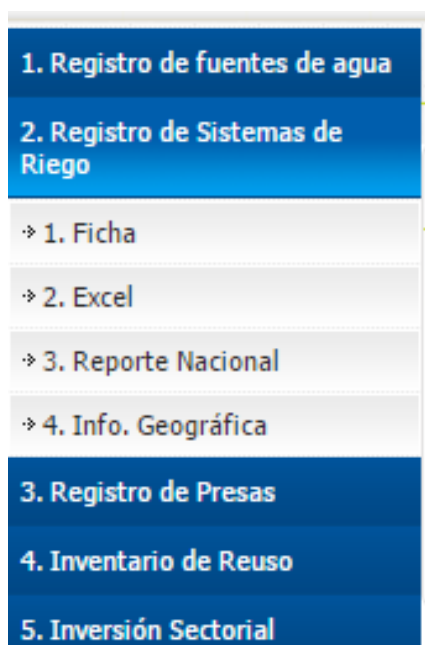 1. Registro de fuentes de agua
2. Registro de Sistemas de
Riego
1. Ficha
2. Excel
3. Reporte Nacional
4. Info. Geográfica
3. Registro de Presas
4. Inventario de Reuso
5. Inversión Sectorial